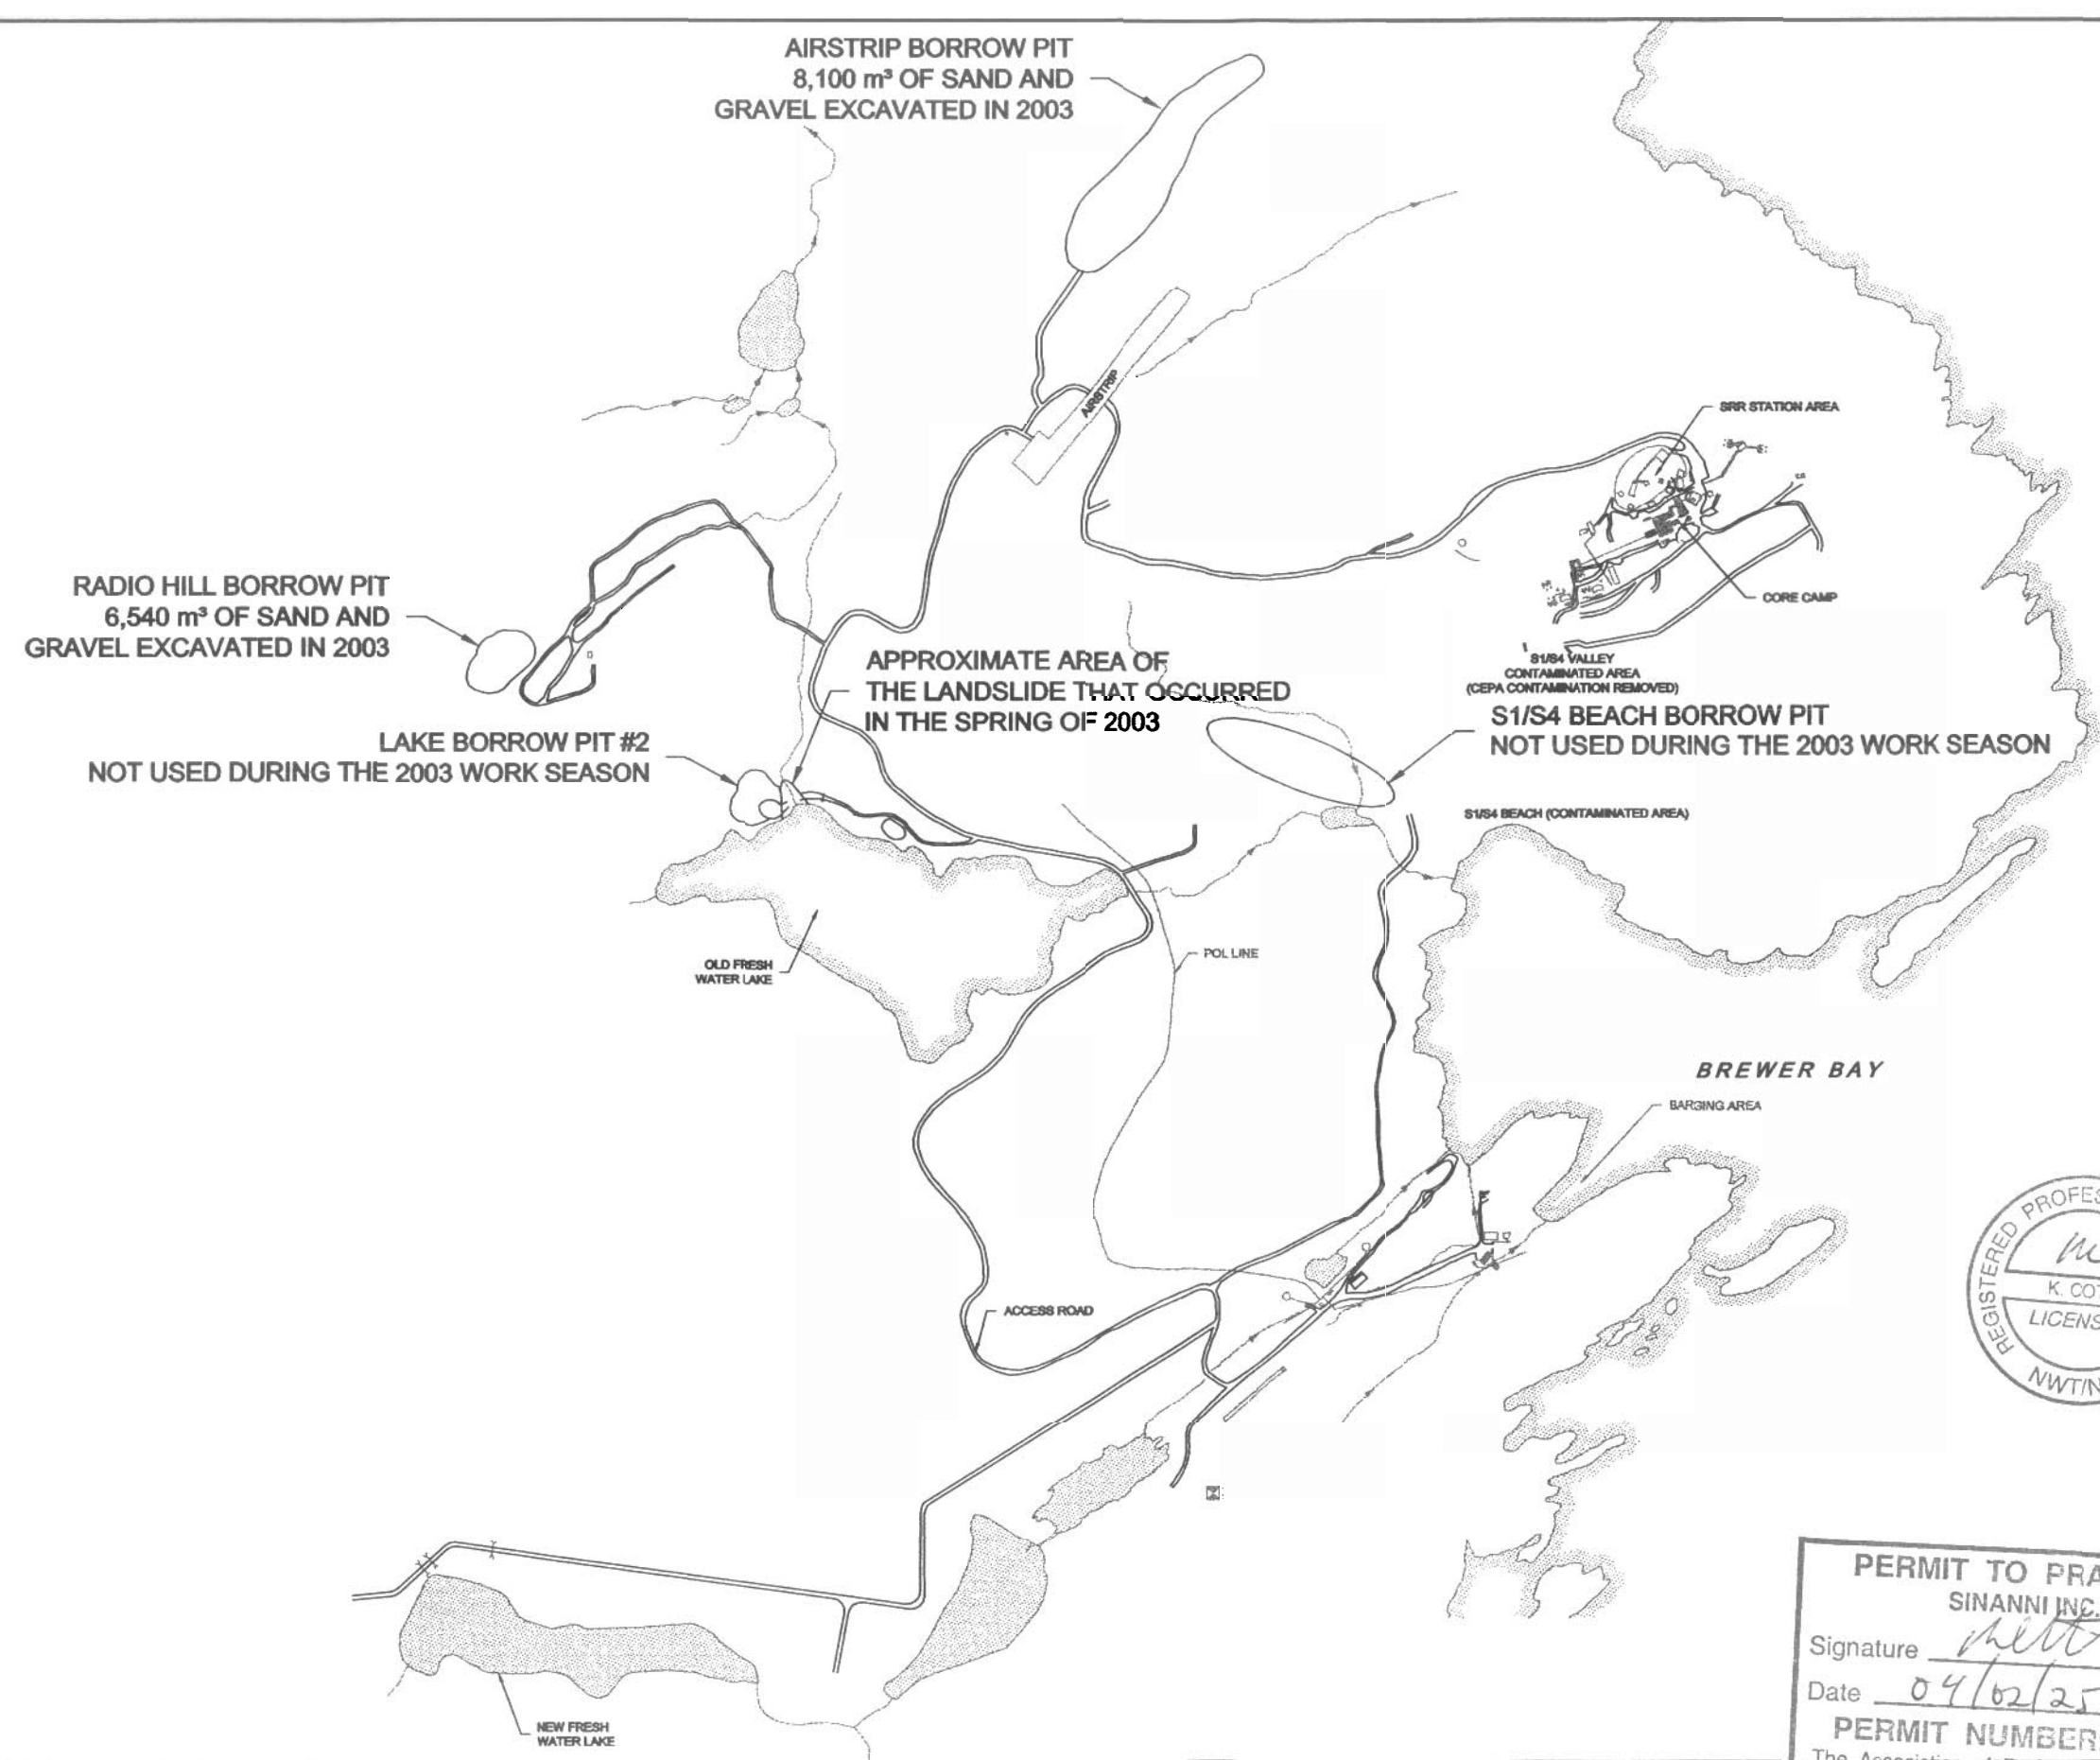 AIRSTRIP BORROW PIT
8,100 m³ OF SAND AND
GRAVEL EXCAVATED IN 2003
AIRSTRIP
SRR STATION AREA
CORE CAMP
RADIO HILL BORROW PIT
6,540 m³ OF SAND AND
GRAVEL EXCAVATED IN 2003
APPROXIMATE AREA OF
THE LANDSLIDE THAT OCCURRED
IN THE SPRING OF 2003
S1/S4 VALLEY
CONTAMINATED AREA
(CEPA CONTAMINATION REMOVED)
S1/S4 BEACH BORROW PIT
NOT USED DURING THE 2003 WORK SEASON
LAKE BORROW PIT #2
NOT USED DURING THE 2003 WORK SEASON
S1/S4 BEACH (CONTAMINATED AREA)
OLD FRESH
WATER LAKE
POL LINE
BREWER BAY
BARGING AREA
ACCESS ROAD
NEW FRESH
WATER LAKE
REGISTERED PROFES
K. CO
LICENS
NWT/N
PERMIT TO PRA
SINANNI INC.
Signature
Date 04/02/25
PERMIT NUMBER
The Association